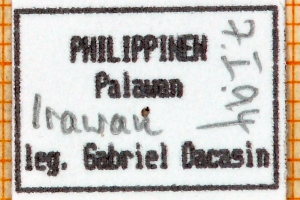 PHILIPPINEN
Palawan
Irawan
leg. Gabriel Dacasin